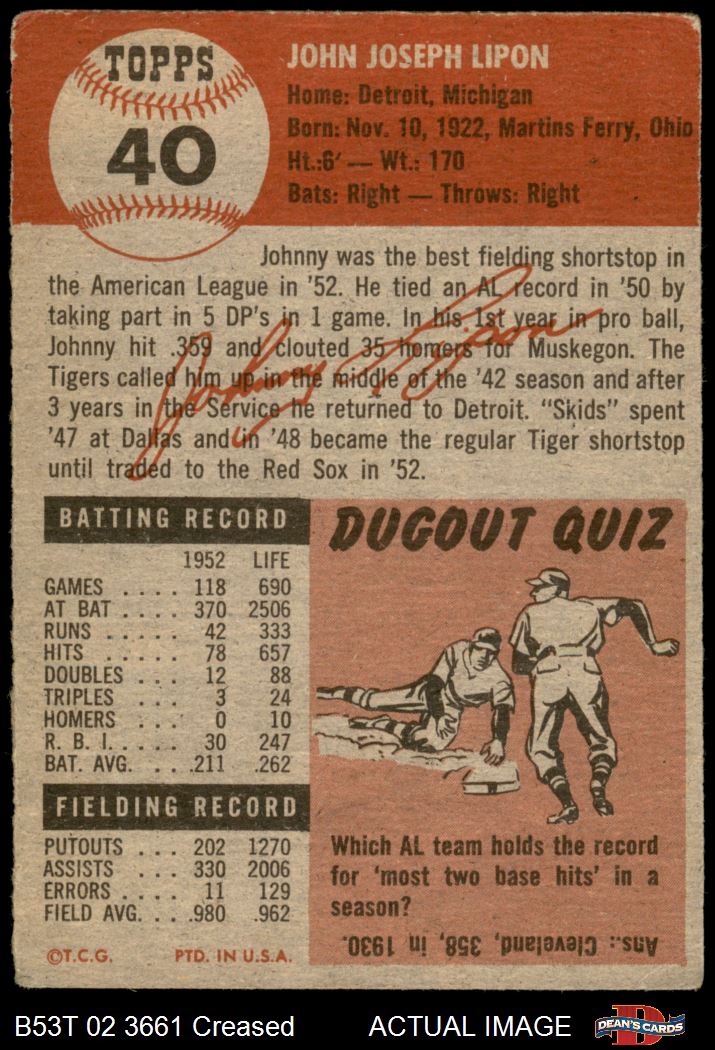 TOPPS
40
JOHN JOSEPH LIPON
Home: Detroit, Michigan
Born: Nov. 10, 1922, Martins Ferry, Ohio
Ht.:6' — Wt.: 170
Bats: Right — Throws: Right
Johnny was the best fielding shortstop in
the American League in '52. He tied an AL record in '50 by
taking part in 5 DP's in 1 game. In his 1st year in pro ball,
Johnny hit .359 and clouted 35 homers for Muskegon. The
Tigers called him up in the middle of the '42 season and after
3 years in the Service he returned to Detroit. "Skids" spent
'47 at Dallas and in '48 became the regular Tiger shortstop
until traded to the Red Sox in '52.
Johnny Lipon
BATTING RECORD
1952 LIFE
GAMES .... 118 690
AT BAT .... 370 2506
RUNS ..... 42 333
HITS ..... 78 657
DOUBLES .... 12 88
TRIPLES .... 3 24
HOMERS .... 0 10
R. B. I. .... 30 247
BAT. AVG. . .211 .262
FIELDING RECORD
PUTOUTS ... 202 1270
ASSISTS ... 330 2006
ERRORS .... 11 129
FIELD AVG. . .980 .962
©T.C.G. PTD. IN U.S.A.
DUGOUT QUIZ
Which AL team holds the record
for 'most two base hits' in a
season?
Ans.: Cleveland, 358, in 1930.
B53T 02 3661 Creased ACTUAL IMAGE
D
DEAN'S CARDS